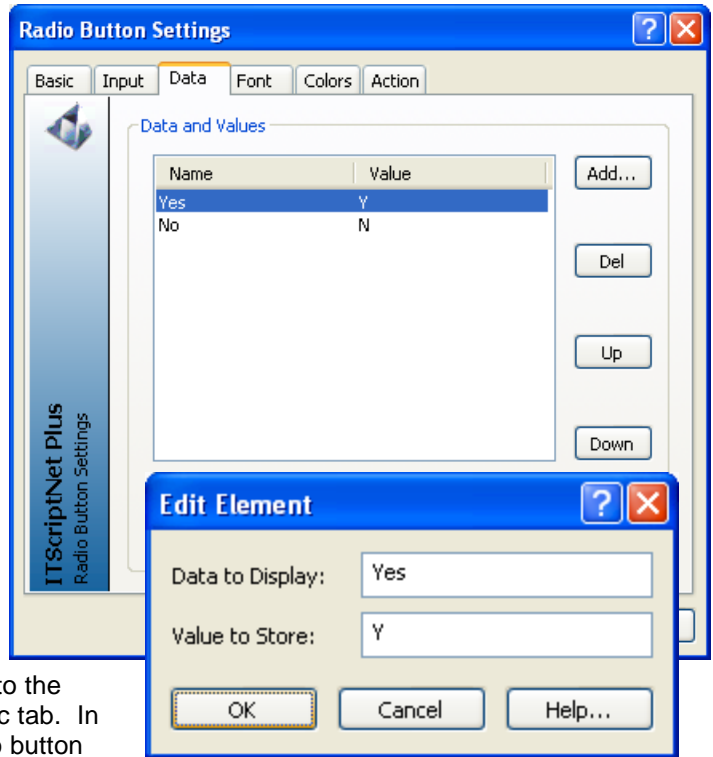 Radio Button Settings
Basic Input Data Font Colors Action
Data and Values
Name Value
Yes Y
No N
Add...
Del
Up
Down
ITScriptNet Plus
Radio Button Settings
Edit Element
Data to Display: Yes
Value to Store: Y
OK Cancel Help...
to the
tab. In
button